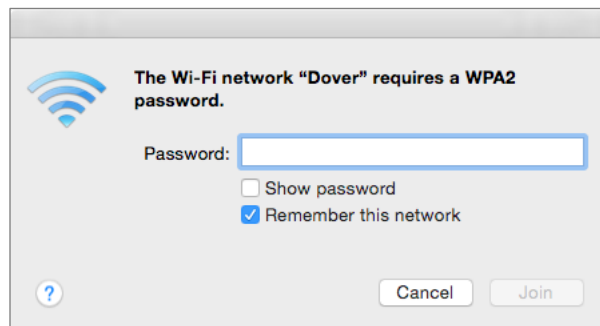 The Wi-Fi network “Dover” requires a WPA2
password.
Password:
Show password
Remember this network
?
Cancel
Join